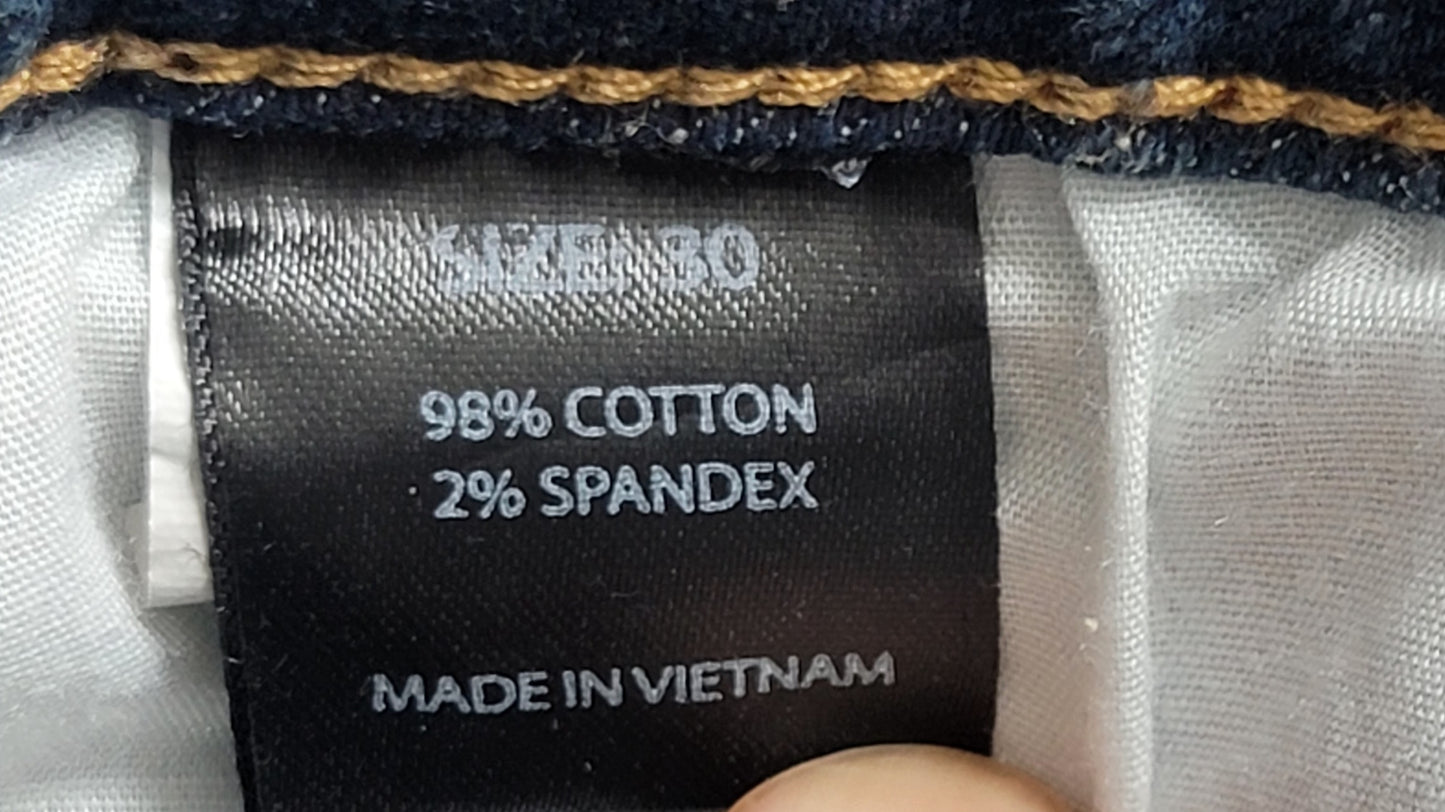 SIZE: 30
98% COTTON
2% SPANDEX
MADE IN VIETNAM